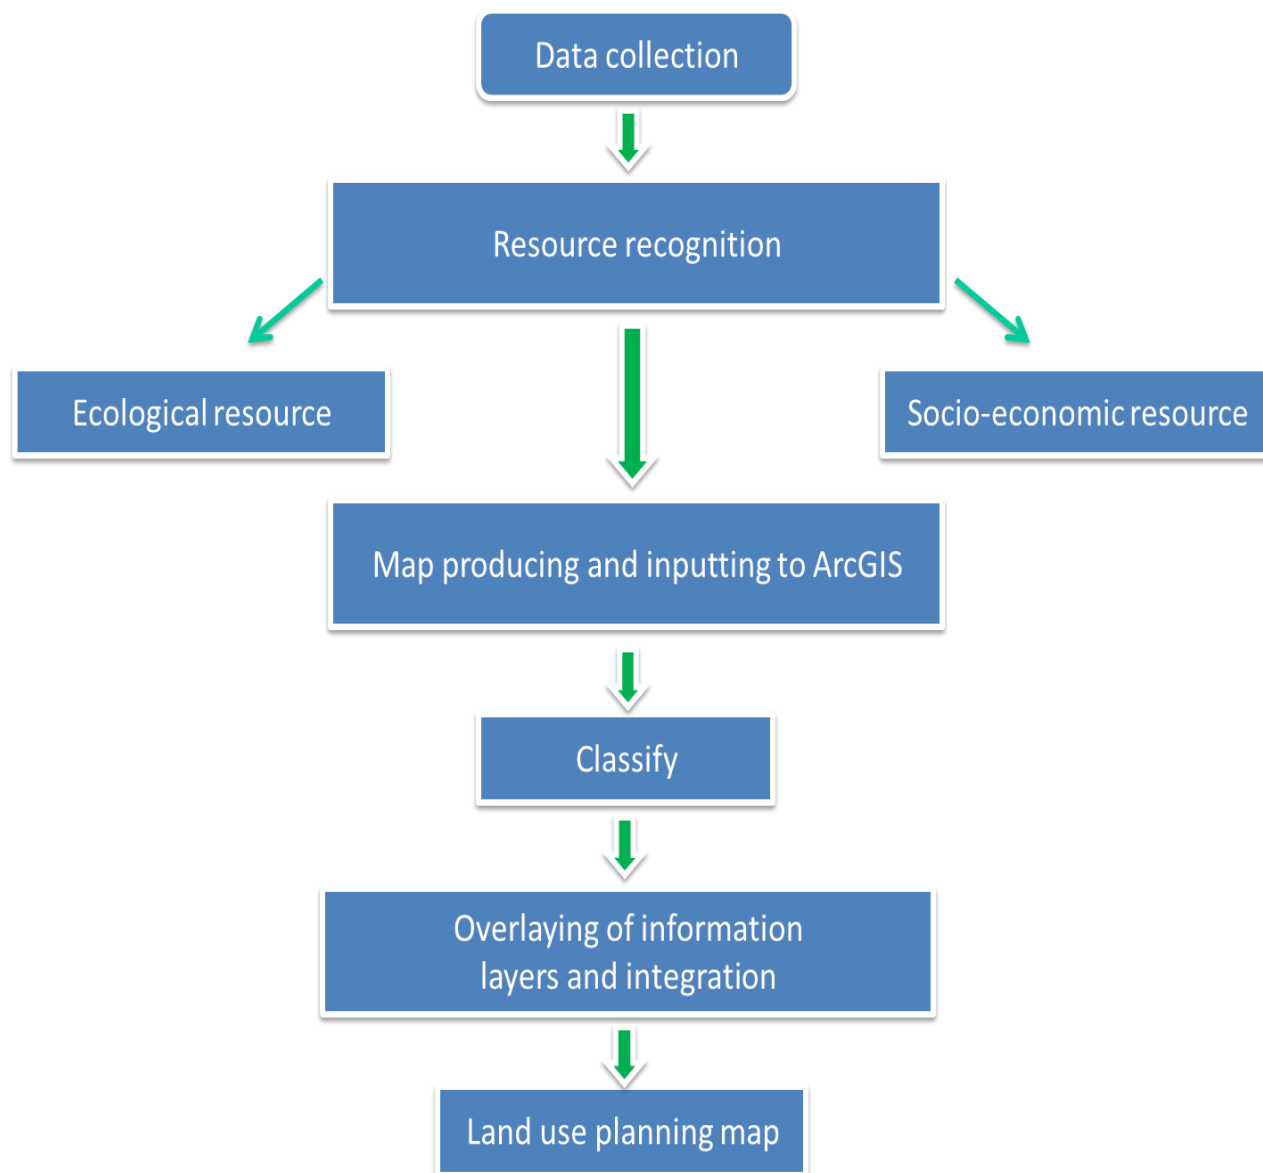 Data collection
Resource recognition
Ecological resource
Socio-economic resource
Map producing and inputting to ArcGIS
Classify
Overlaying of information
layers and integration
Land use planning map